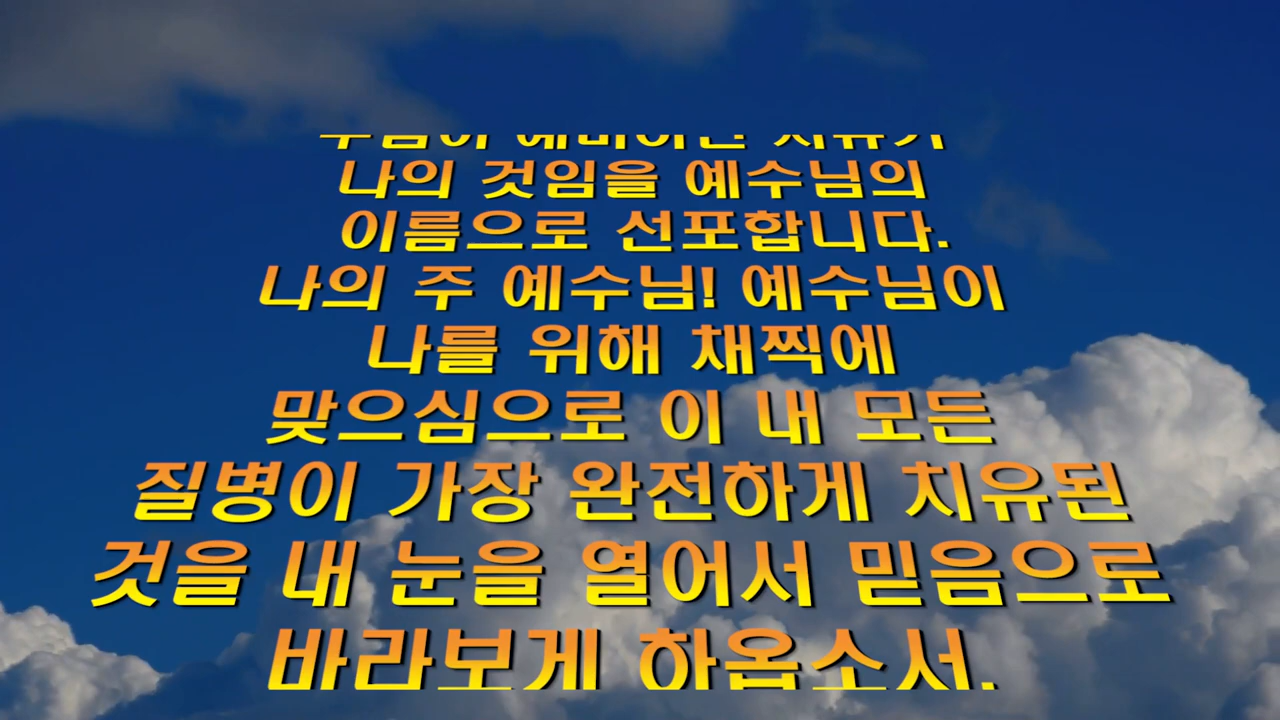 나의 것임을 예수님의
이름으로 선포합니다.
나의 주 예수님! 예수님이
나를 위해 채찍에
맞으심으로 이 내 모든
질병이 가장 완전하게 치유된
것을 내 눈을 열어서 믿음으로
바라보게 하옵소서.